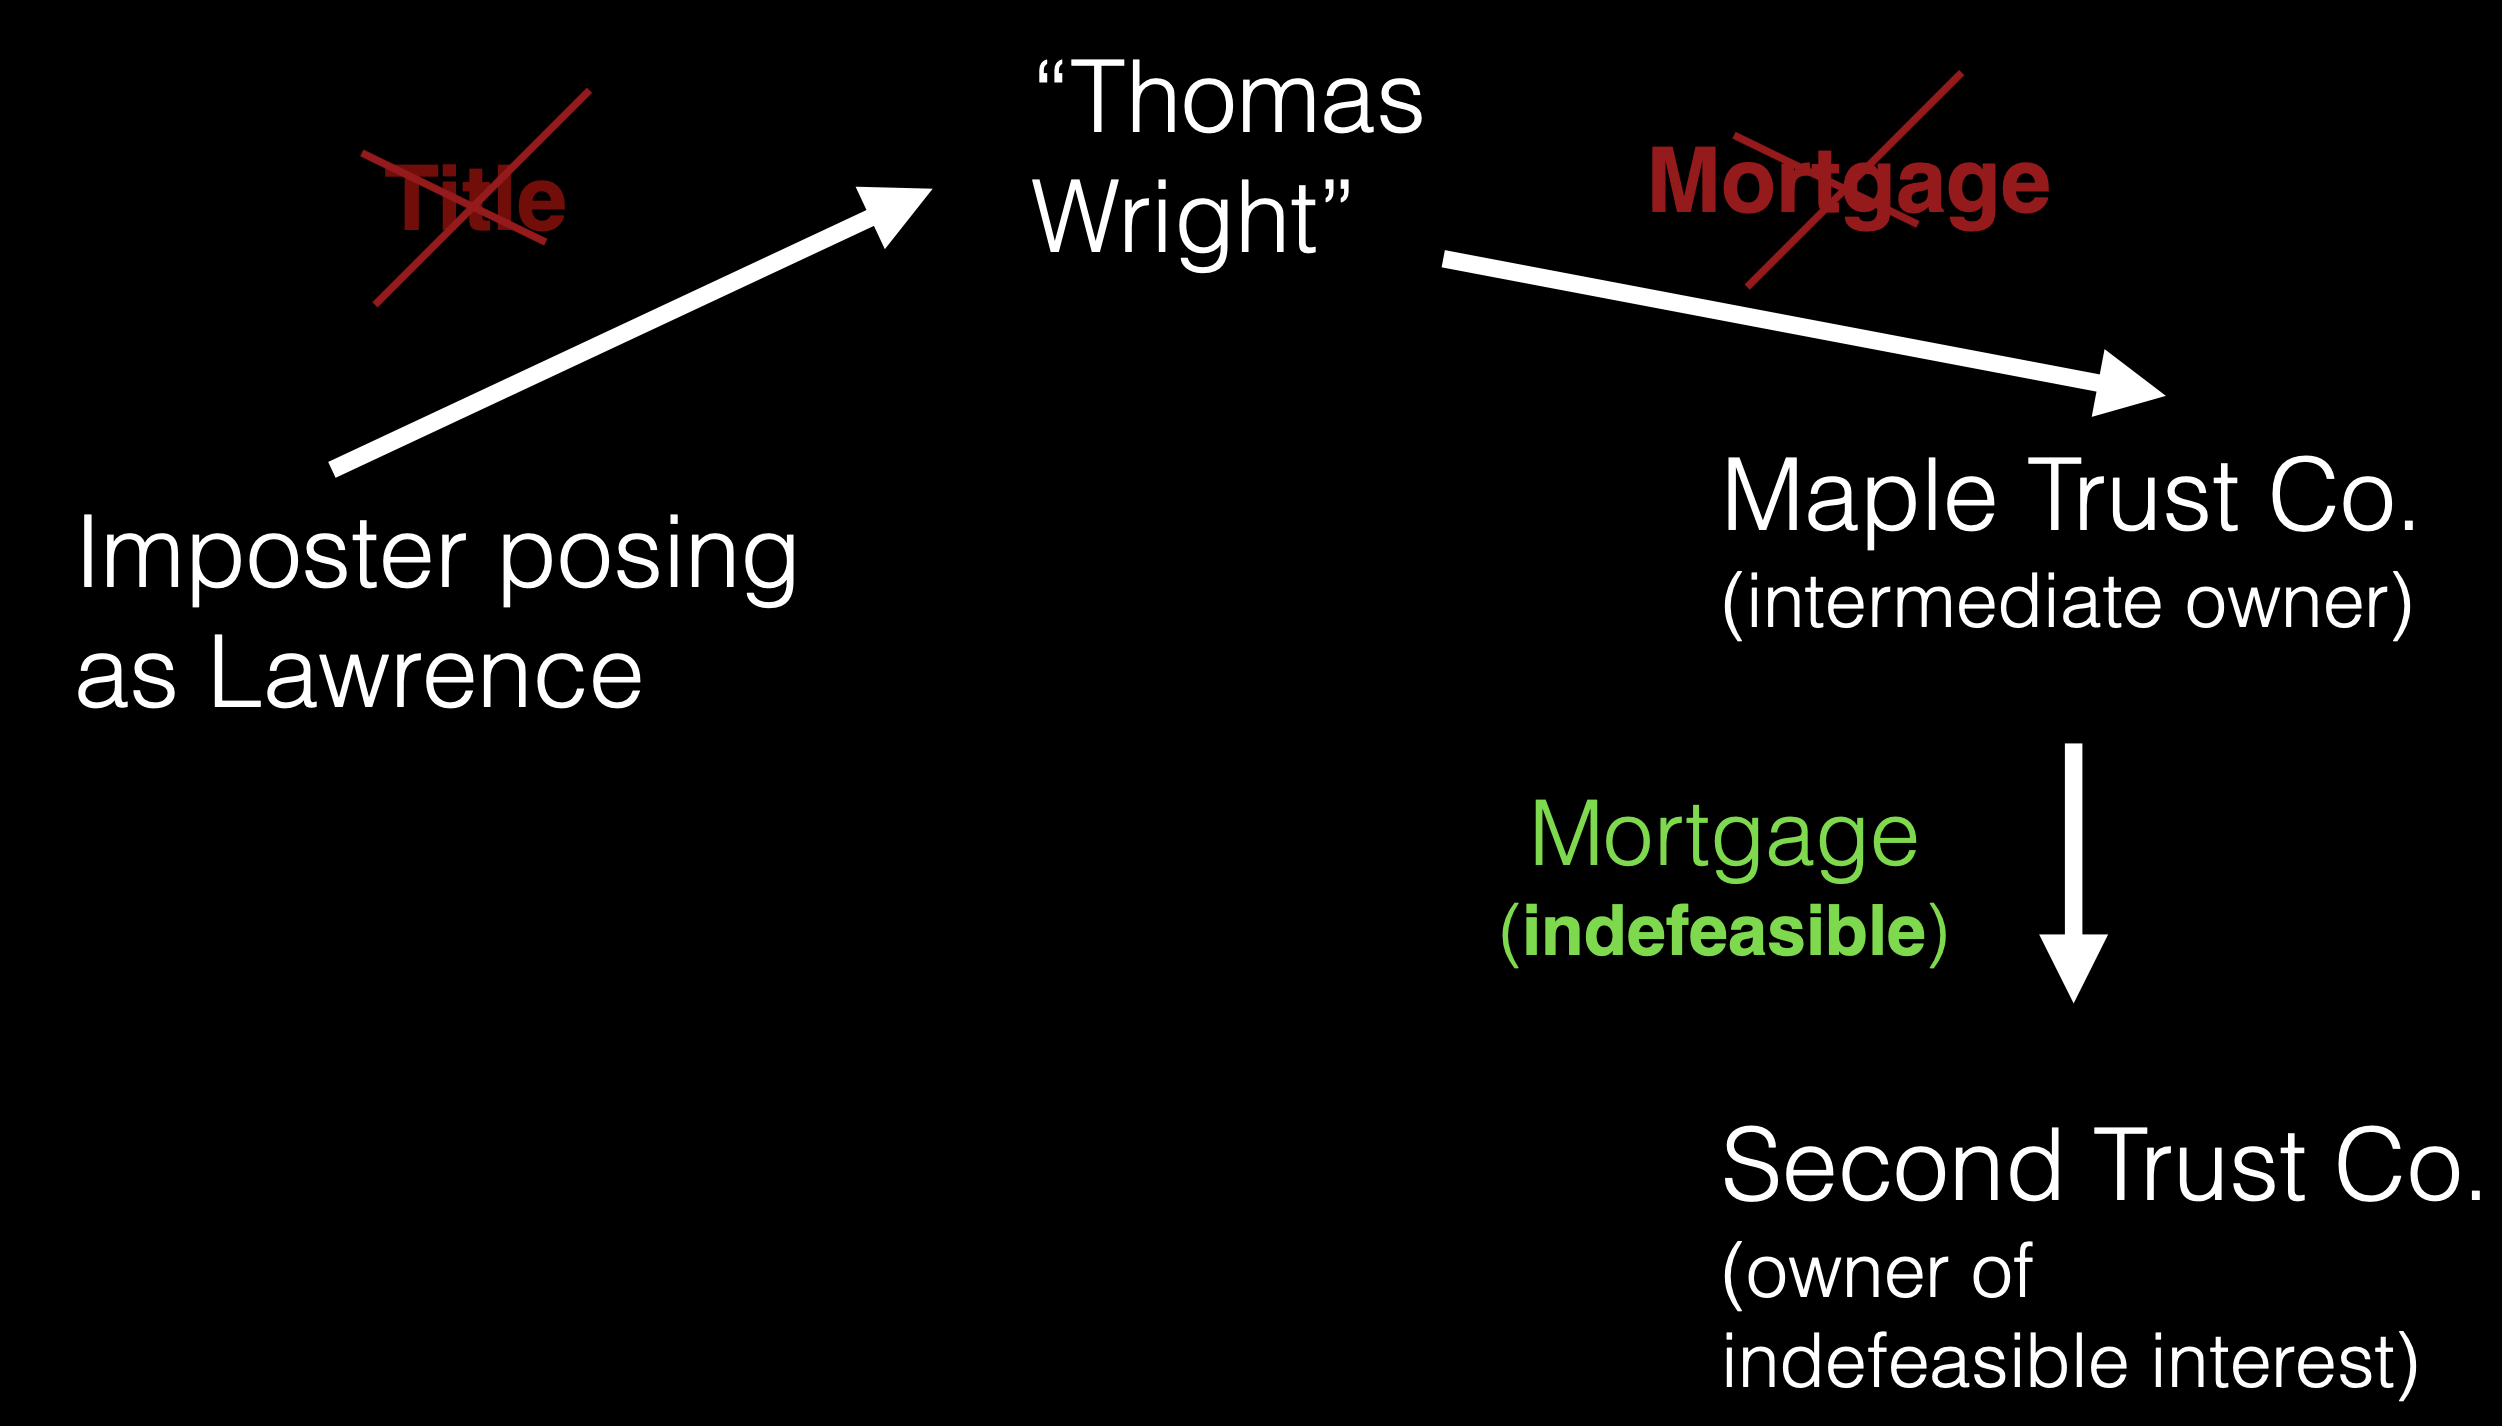 “Thomas
Wright”
Title
Mortgage
Imposter posing
as Lawrence
Maple Trust Co.
(intermediate owner)
Mortgage
(indefeasible)
Second Trust Co.
(owner of
indefeasible interest)